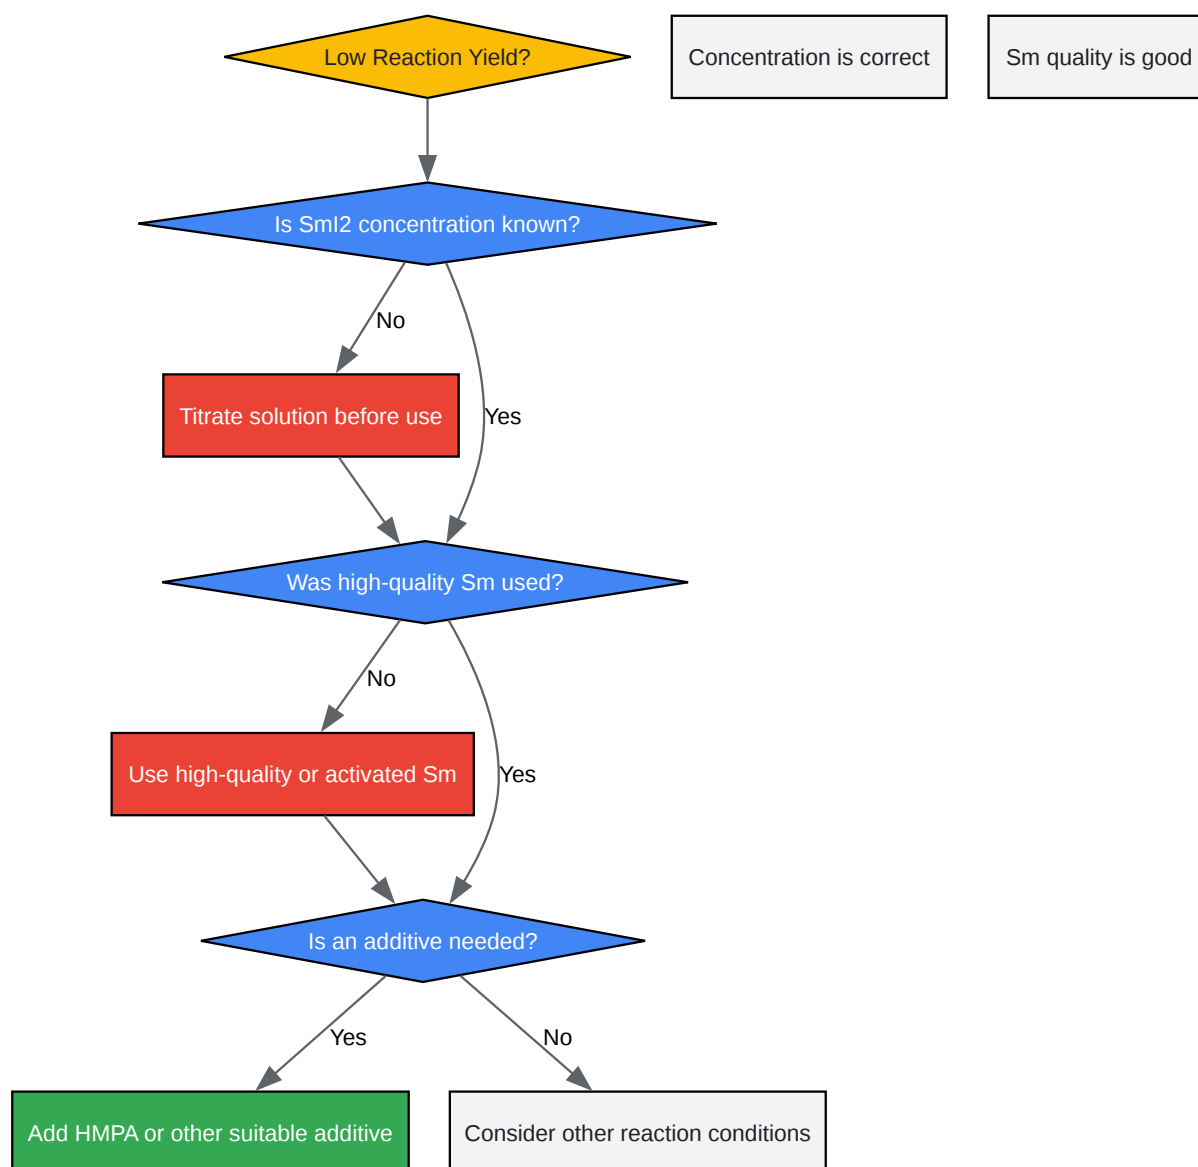 Low Reaction Yield?
Concentration is correct
Sm quality is good
Is SmI2 concentration known?
No
Titrate solution before use
Yes
Was high-quality Sm used?
No
Use high-quality or activated Sm
Yes
Is an additive needed?
Yes
No
Add HMPA or other suitable additive
Consider other reaction conditions